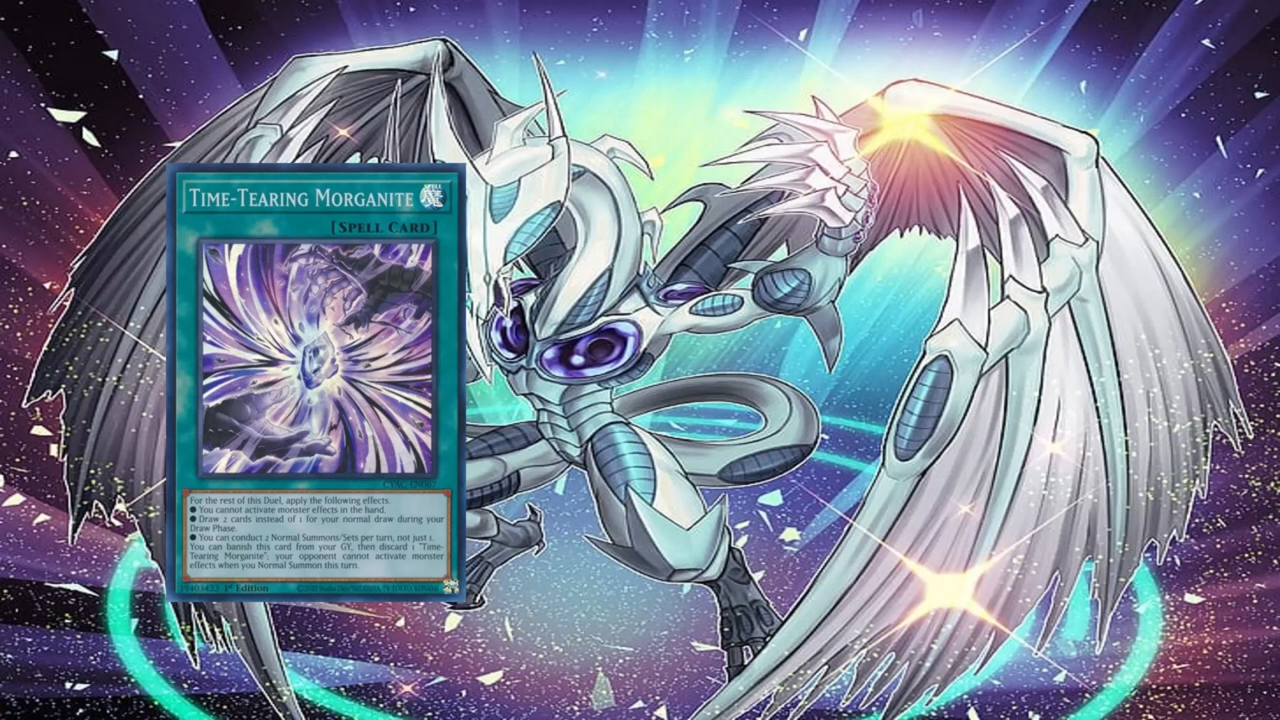 TIME-TEARING MORGANITE
[SPELL CARD]
CYAC-EN067
For the rest of this Duel, apply the following effects.
● You cannot activate monster effects in the hand.
● Draw 2 cards instead of 1 for your normal draw during your
Draw Phase.
● You can conduct 2 Normal Summons/Sets per turn, not just 1.
You can banish this card from your GY, then discard 1 "Time-
Tearing Morganite"; your opponent cannot activate monster
effects when you Normal Summon this turn.
19403423 1st Edition